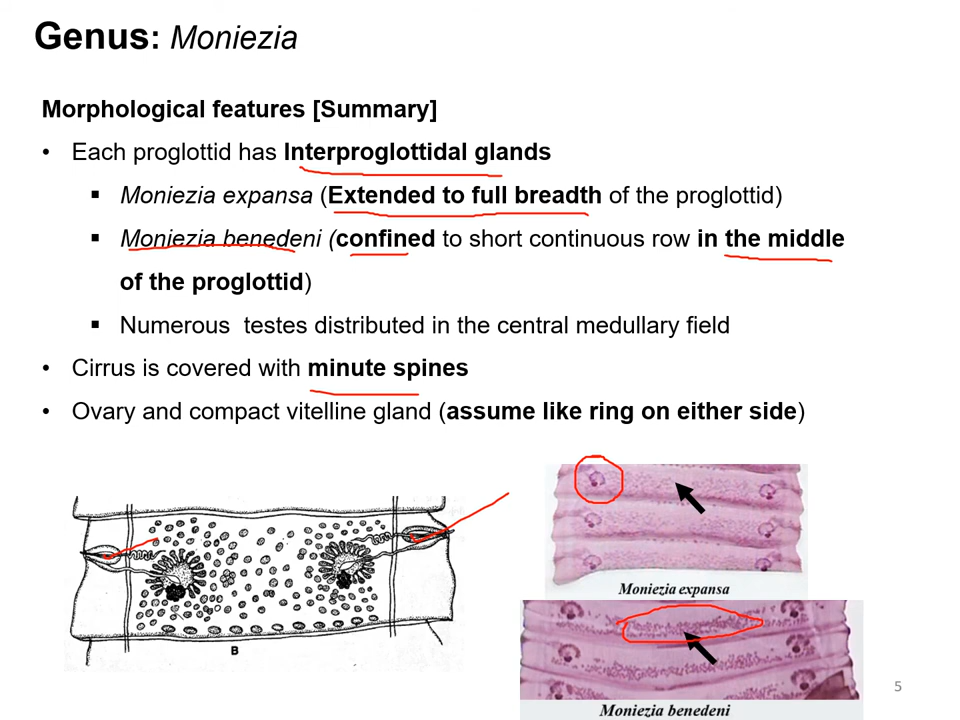 Genus: Moniezia
Morphological features [Summary]
• Each proglottid has Interproglottidal glands
▪ Moniezia expansa (Extended to full breadth of the proglottid)
▪ Moniezia benedeni (confined to short continuous row in the middle
of the proglottid)
▪ Numerous testes distributed in the central medullary field
• Cirrus is covered with minute spines
• Ovary and compact vitelline gland (assume like ring on either side)
B
Moniezia expansa
Moniezia benedeni
5